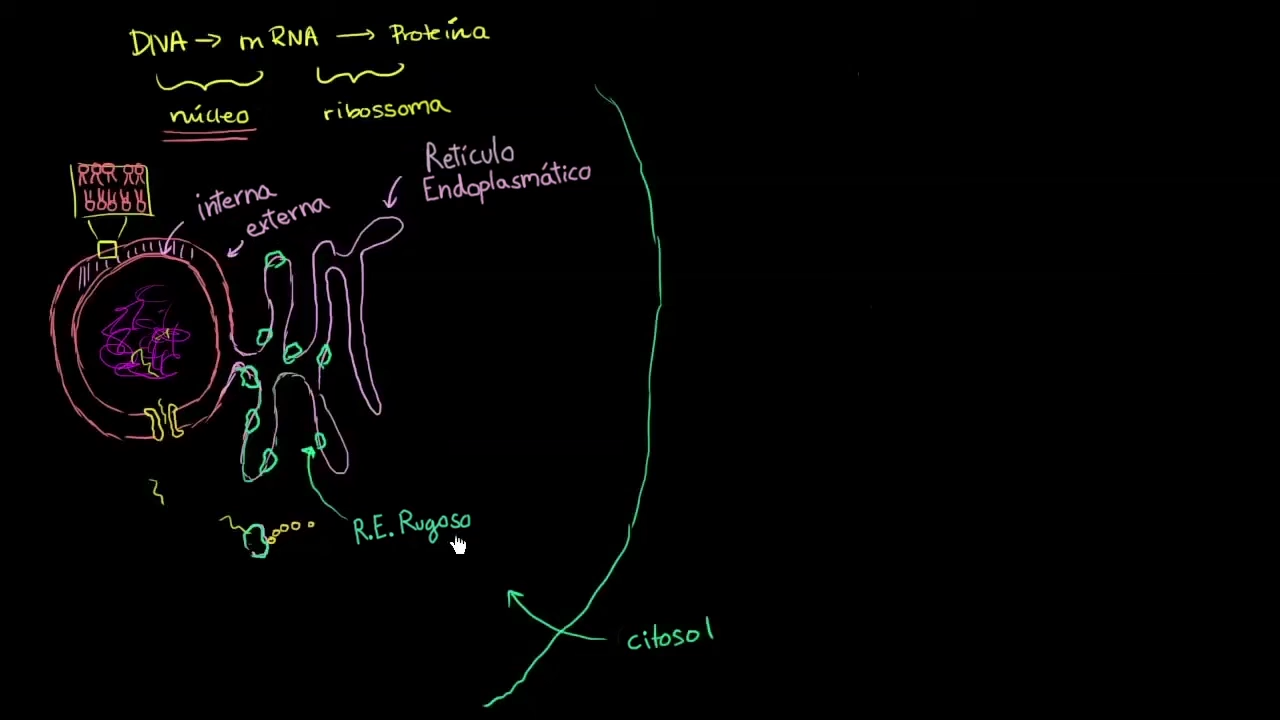 DNA → mRNA → Proteína
núcleo
ribossoma
Retículo
Endoplasmático
interna
externa
R.E. Rugoso
citosol